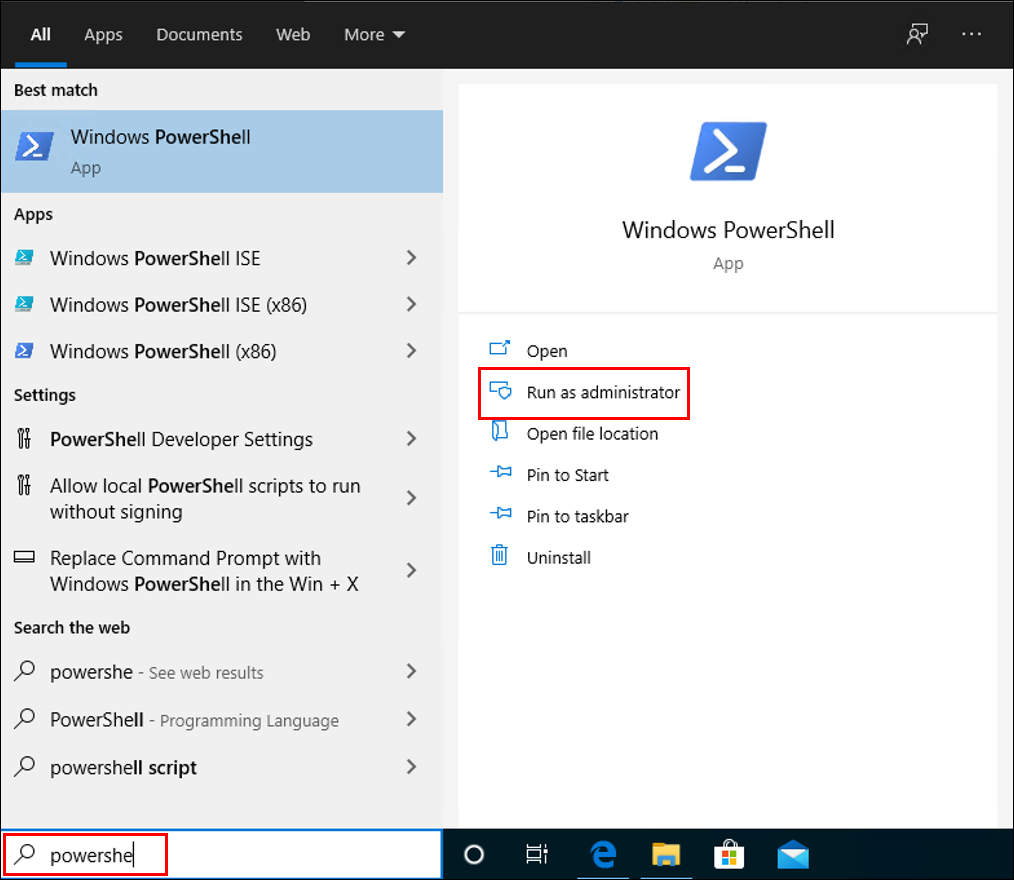 All Apps Documents Web More
Best match
Windows PowerShell
App
Apps
Windows PowerShell ISE
Windows PowerShell ISE (x86)
Windows PowerShell (x86)
Settings
PowerShell Developer Settings
Allow local PowerShell scripts to run
without signing
Replace Command Prompt with
Windows PowerShell in the Win + X
Search the web
powershe - See web results
PowerShell - Programming Language
powershell script
powershe
Windows PowerShell
App
Open
Run as administrator
Open file location
Pin to Start
Pin to taskbar
Uninstall